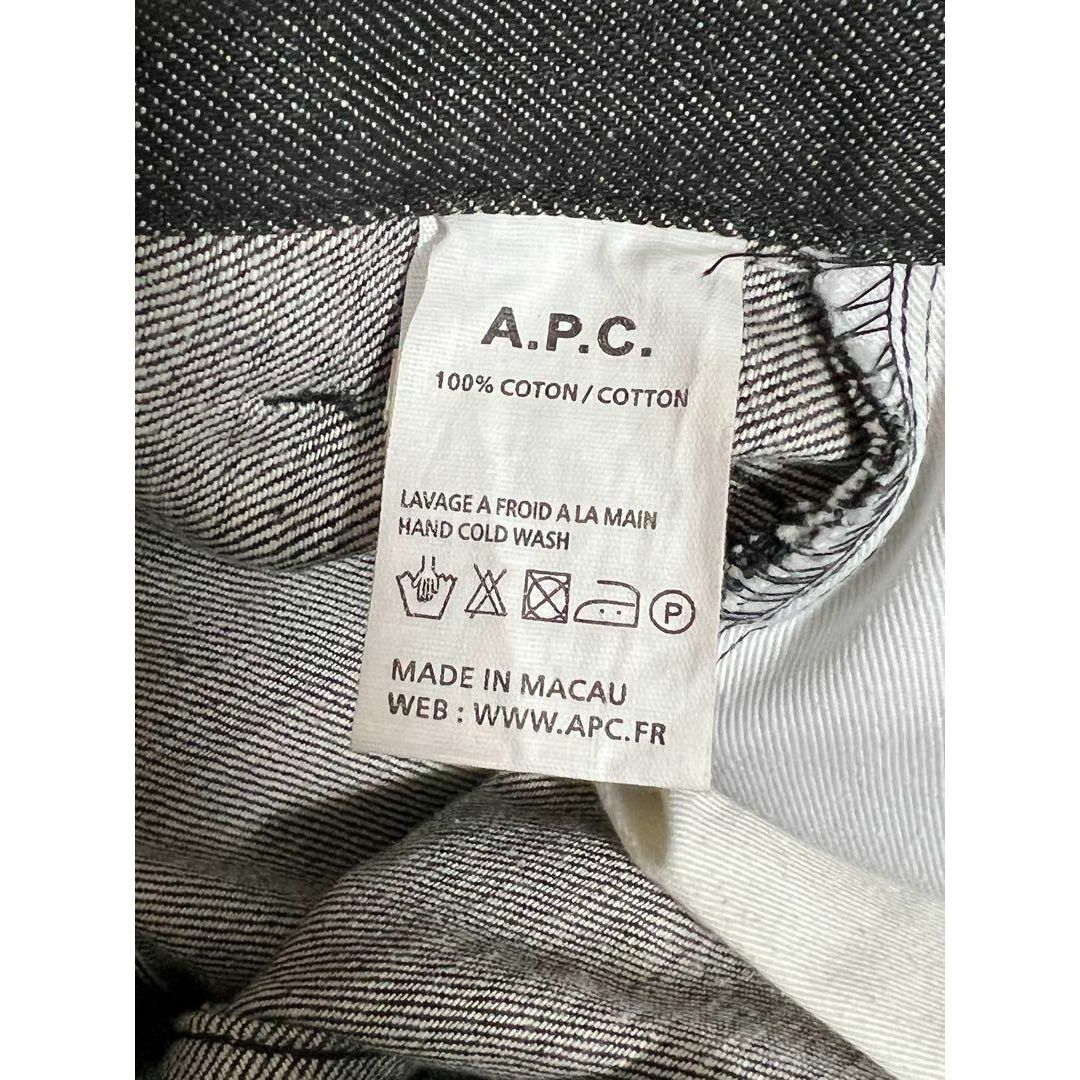 A.P.C.
100% COTON / COTTON
LAVAGE A FROID A LA MAIN
HAND COLD WASH
P
MADE IN MACAU
WEB : WWW.APC.FR